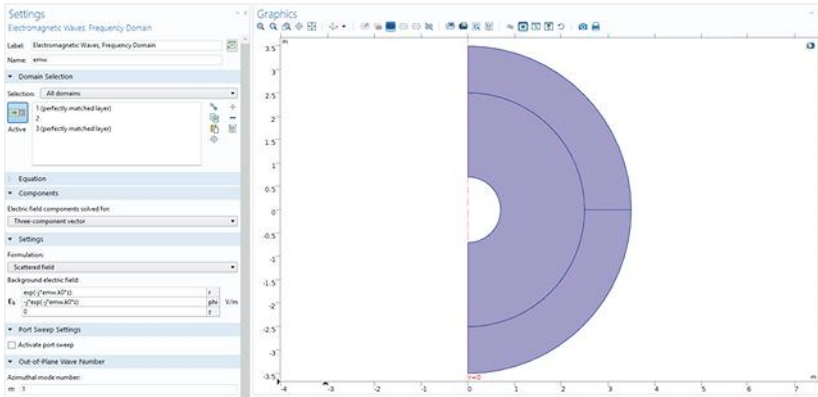 Settings
Electromagnetic Waves, Frequency Domain
Label: Electromagnetic Waves, Frequency Domain
Name: emw
Domain Selection
Selection: All domains
Active
1 (perfectly matched layer)
2
3 (perfectly matched layer)
Equation
Components
Electric field components solved for:
Three-component vector
Settings
Formulation:
Scattered field
Background electric field:
exp(-j*emw.k0*z) r
Eb -j*exp(-j*emw.k0*z) phi V/m
0 z
Port Sweep Settings
Activate port sweep
Out-of-Plane Wave Number
Azimuthal mode number:
m 1
Graphics
m
3.5
3
2.5
2
1.5
1
0.5
0
-0.5
-1
-1.5
-2
-2.5
-3
-3.5
r=0
m
-4 -3 -2 -1 0 1 2 3 4 5 6 7